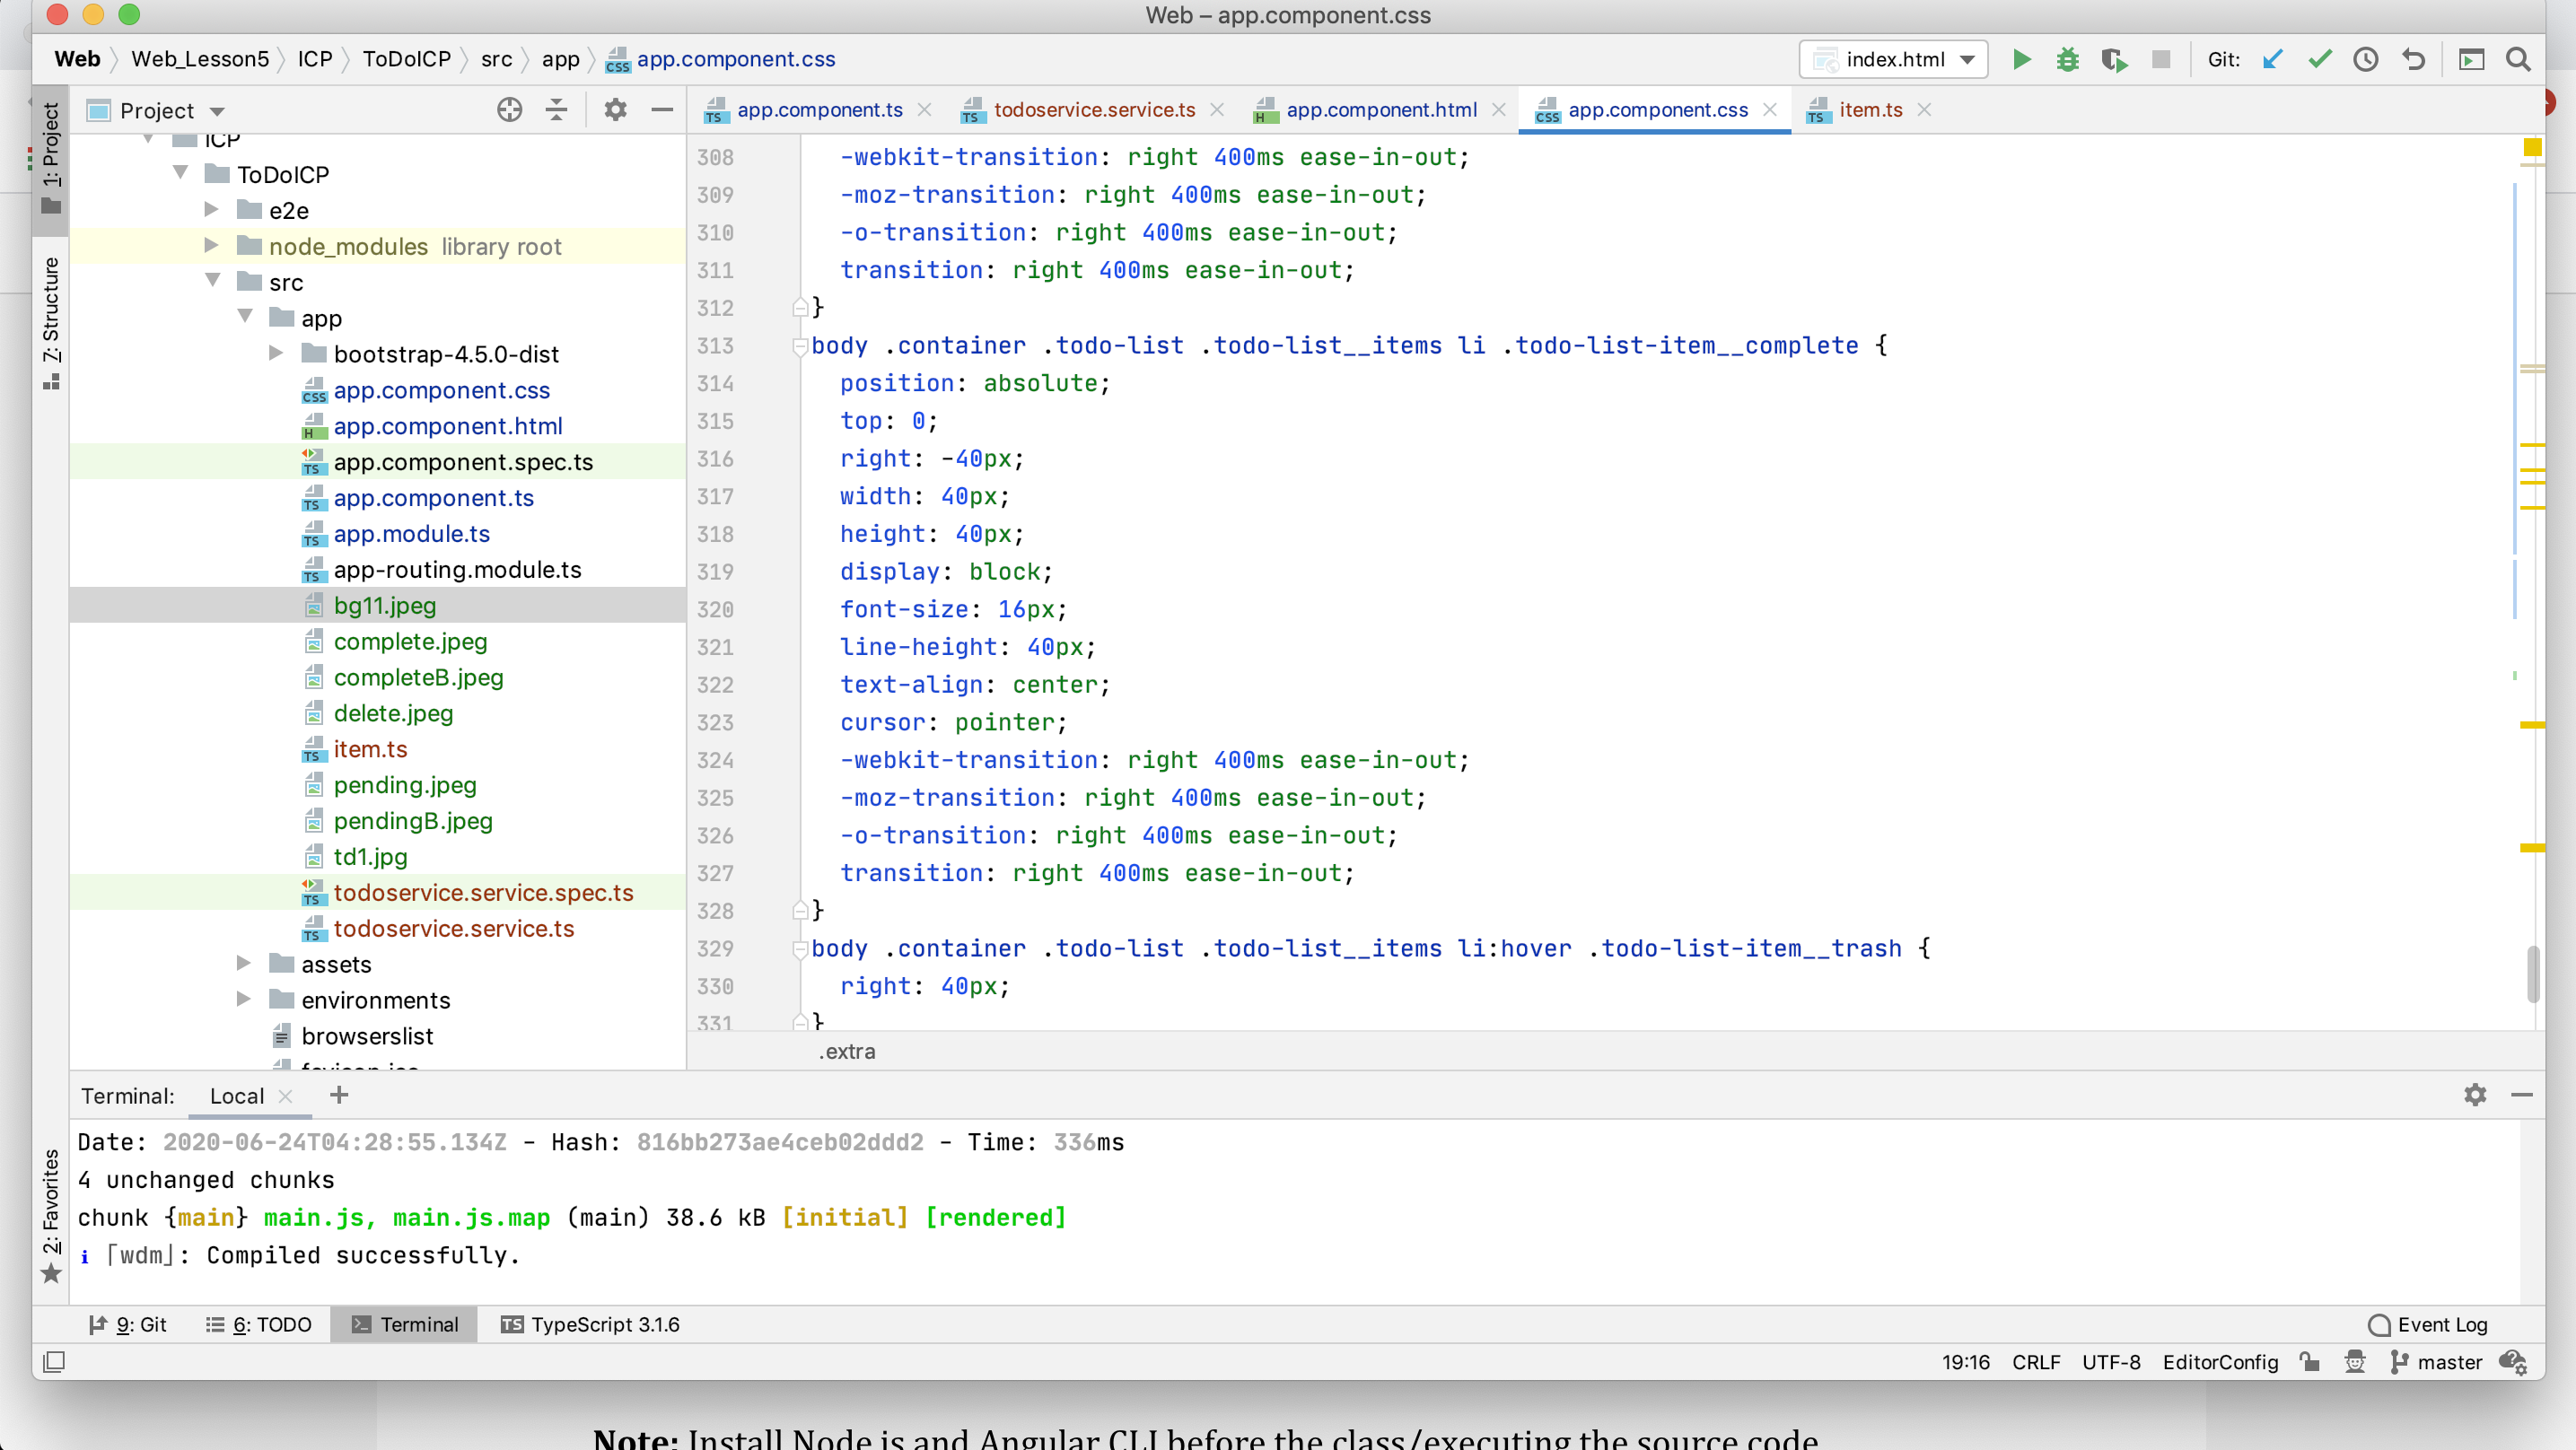 Web – app.component.css
Web Web_Lesson5 ICP ToDoICP src app app.component.css index.html Git:
1: Project
7: Structure
2: Favorites
Project
ICP
ToDoICP
e2e
node_modules library root
src
app
bootstrap-4.5.0-dist
app.component.css
app.component.html
app.component.spec.ts
app.component.ts
app.module.ts
app-routing.module.ts
bg11.jpeg
complete.jpeg
completeB.jpeg
delete.jpeg
item.ts
pending.jpeg
pendingB.jpeg
td1.jpg
todoservice.service.spec.ts
todoservice.service.ts
assets
environments
browserslist
favicon.ico
app.component.ts todoservice.service.ts app.component.html app.component.css item.ts
308 -webkit-transition: right 400ms ease-in-out;
309 -moz-transition: right 400ms ease-in-out;
310 -o-transition: right 400ms ease-in-out;
311 transition: right 400ms ease-in-out;
312 }
313 body .container .todo-list .todo-list__items li .todo-list-item__complete {
314 position: absolute;
315 top: 0;
316 right: -40px;
317 width: 40px;
318 height: 40px;
319 display: block;
320 font-size: 16px;
321 line-height: 40px;
322 text-align: center;
323 cursor: pointer;
324 -webkit-transition: right 400ms ease-in-out;
325 -moz-transition: right 400ms ease-in-out;
326 -o-transition: right 400ms ease-in-out;
327 transition: right 400ms ease-in-out;
328 }
329 body .container .todo-list .todo-list__items li:hover .todo-list-item__trash {
330 right: 40px;
331 }
.extra
Terminal: Local
Date: 2020-06-24T04:28:55.134Z - Hash: 816bb273ae4ceb02ddd2 - Time: 336ms
4 unchanged chunks
chunk {main} main.js, main.js.map (main) 38.6 kB [initial] [rendered]
i ｢wdm｣: Compiled successfully.
9: Git 6: TODO Terminal TypeScript 3.1.6 Event Log
19:16 CRLF UTF-8 EditorConfig master
Note: Install Node js and Angular CLI before the class/executing the source code